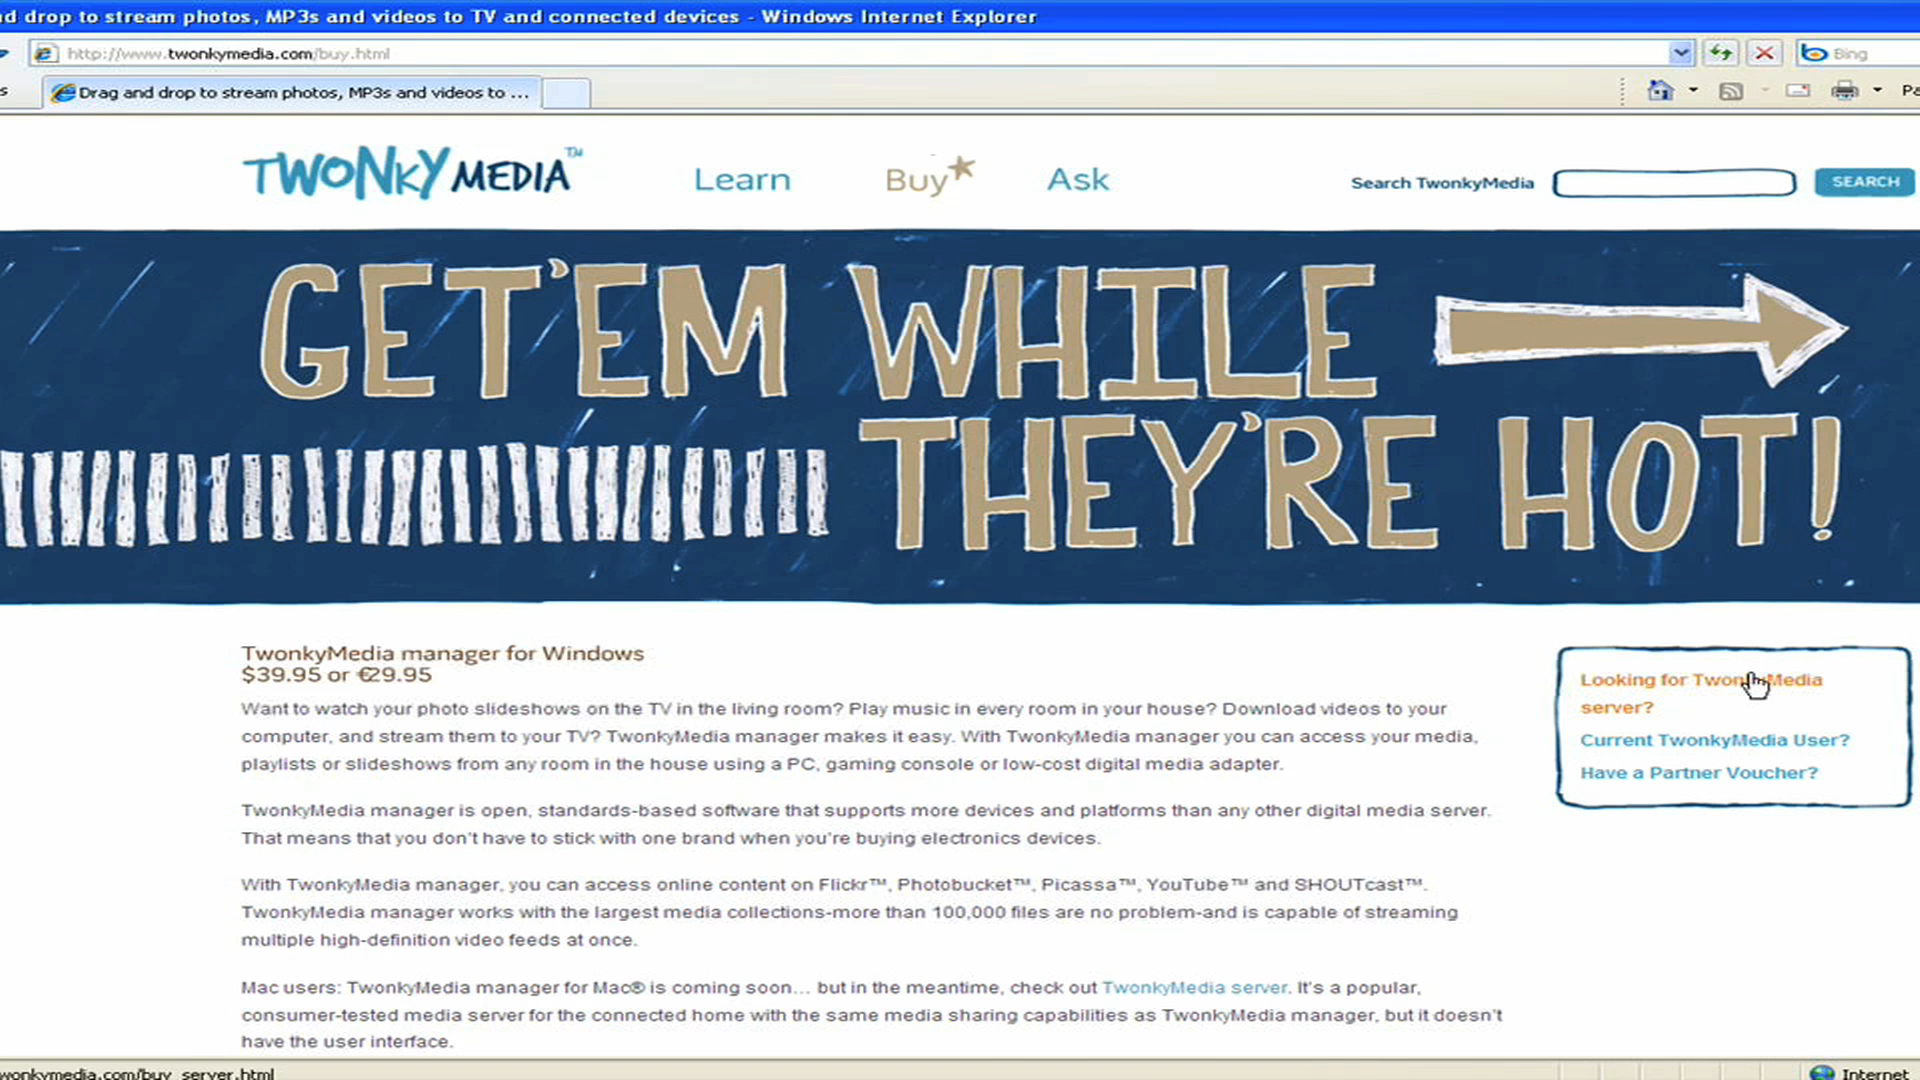 d drop to stream photos, MP3s and videos to TV and connected devices - Windows Internet Explorer
http://www.twonkymedia.com/buy.html
Bing
s
Drag and drop to stream photos, MP3s and videos to ...
Pa
TWONKY MEDIA™
Learn
Buy
Ask
Search TwonkyMedia
SEARCH
GET'EM WHILE
THEY'RE HOT!
TwonkyMedia manager for Windows
$39.95 or €29.95
Want to watch your photo slideshows on the TV in the living room? Play music in every room in your house? Download videos to your
computer, and stream them to your TV? TwonkyMedia manager makes it easy. With TwonkyMedia manager you can access your media,
playlists or slideshows from any room in the house using a PC, gaming console or low-cost digital media adapter.
TwonkyMedia manager is open, standards-based software that supports more devices and platforms than any other digital media server.
That means that you don't have to stick with one brand when you're buying electronics devices.
With TwonkyMedia manager, you can access online content on Flickr™, Photobucket™, Picassa™, YouTube™ and SHOUTcast™.
TwonkyMedia manager works with the largest media collections-more than 100,000 files are no problem-and is capable of streaming
multiple high-definition video feeds at once.
Mac users: TwonkyMedia manager for Mac® is coming soon... but in the meantime, check out TwonkyMedia server. It's a popular,
consumer-tested media server for the connected home with the same media sharing capabilities as TwonkyMedia manager, but it doesn't
have the user interface.
Looking for TwonkyMedia
server?
Current TwonkyMedia User?
Have a Partner Voucher?
wonkymedia.com/buy_server.html
Internet